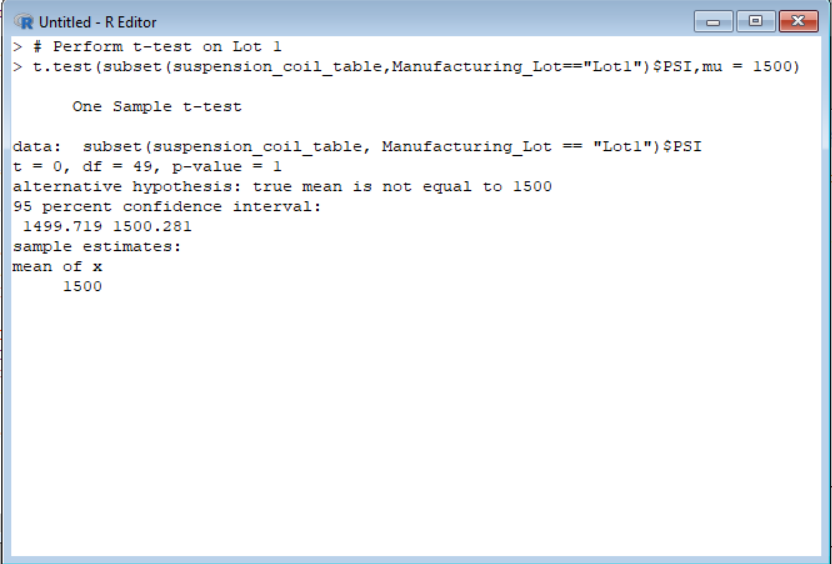 Untitled - R Editor
> # Perform t-test on Lot 1
> t.test(subset(suspension_coil_table,Manufacturing_Lot=="Lot1")$PSI,mu = 1500)
One Sample t-test
data:  subset(suspension_coil_table, Manufacturing_Lot == "Lot1")$PSI
t = 0, df = 49, p-value = 1
alternative hypothesis: true mean is not equal to 1500
95 percent confidence interval:
1499.719 1500.281
sample estimates:
mean of x
1500